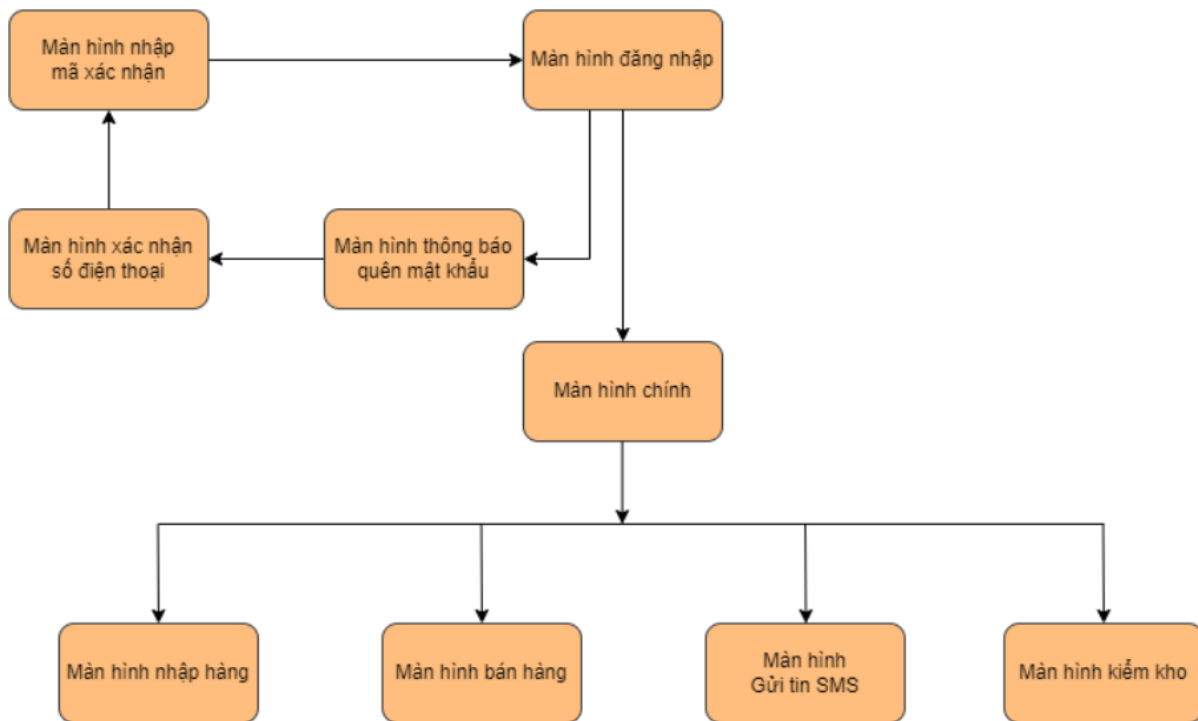 Màn hình nhập
mã xác nhận
Màn hình đăng nhập
Màn hình xác nhận
số điện thoại
Màn hình thông báo
quên mật khẩu
Màn hình chính
Màn hình nhập hàng
Màn hình bán hàng
Màn hình
Gửi tin SMS
Màn hình kiểm kho